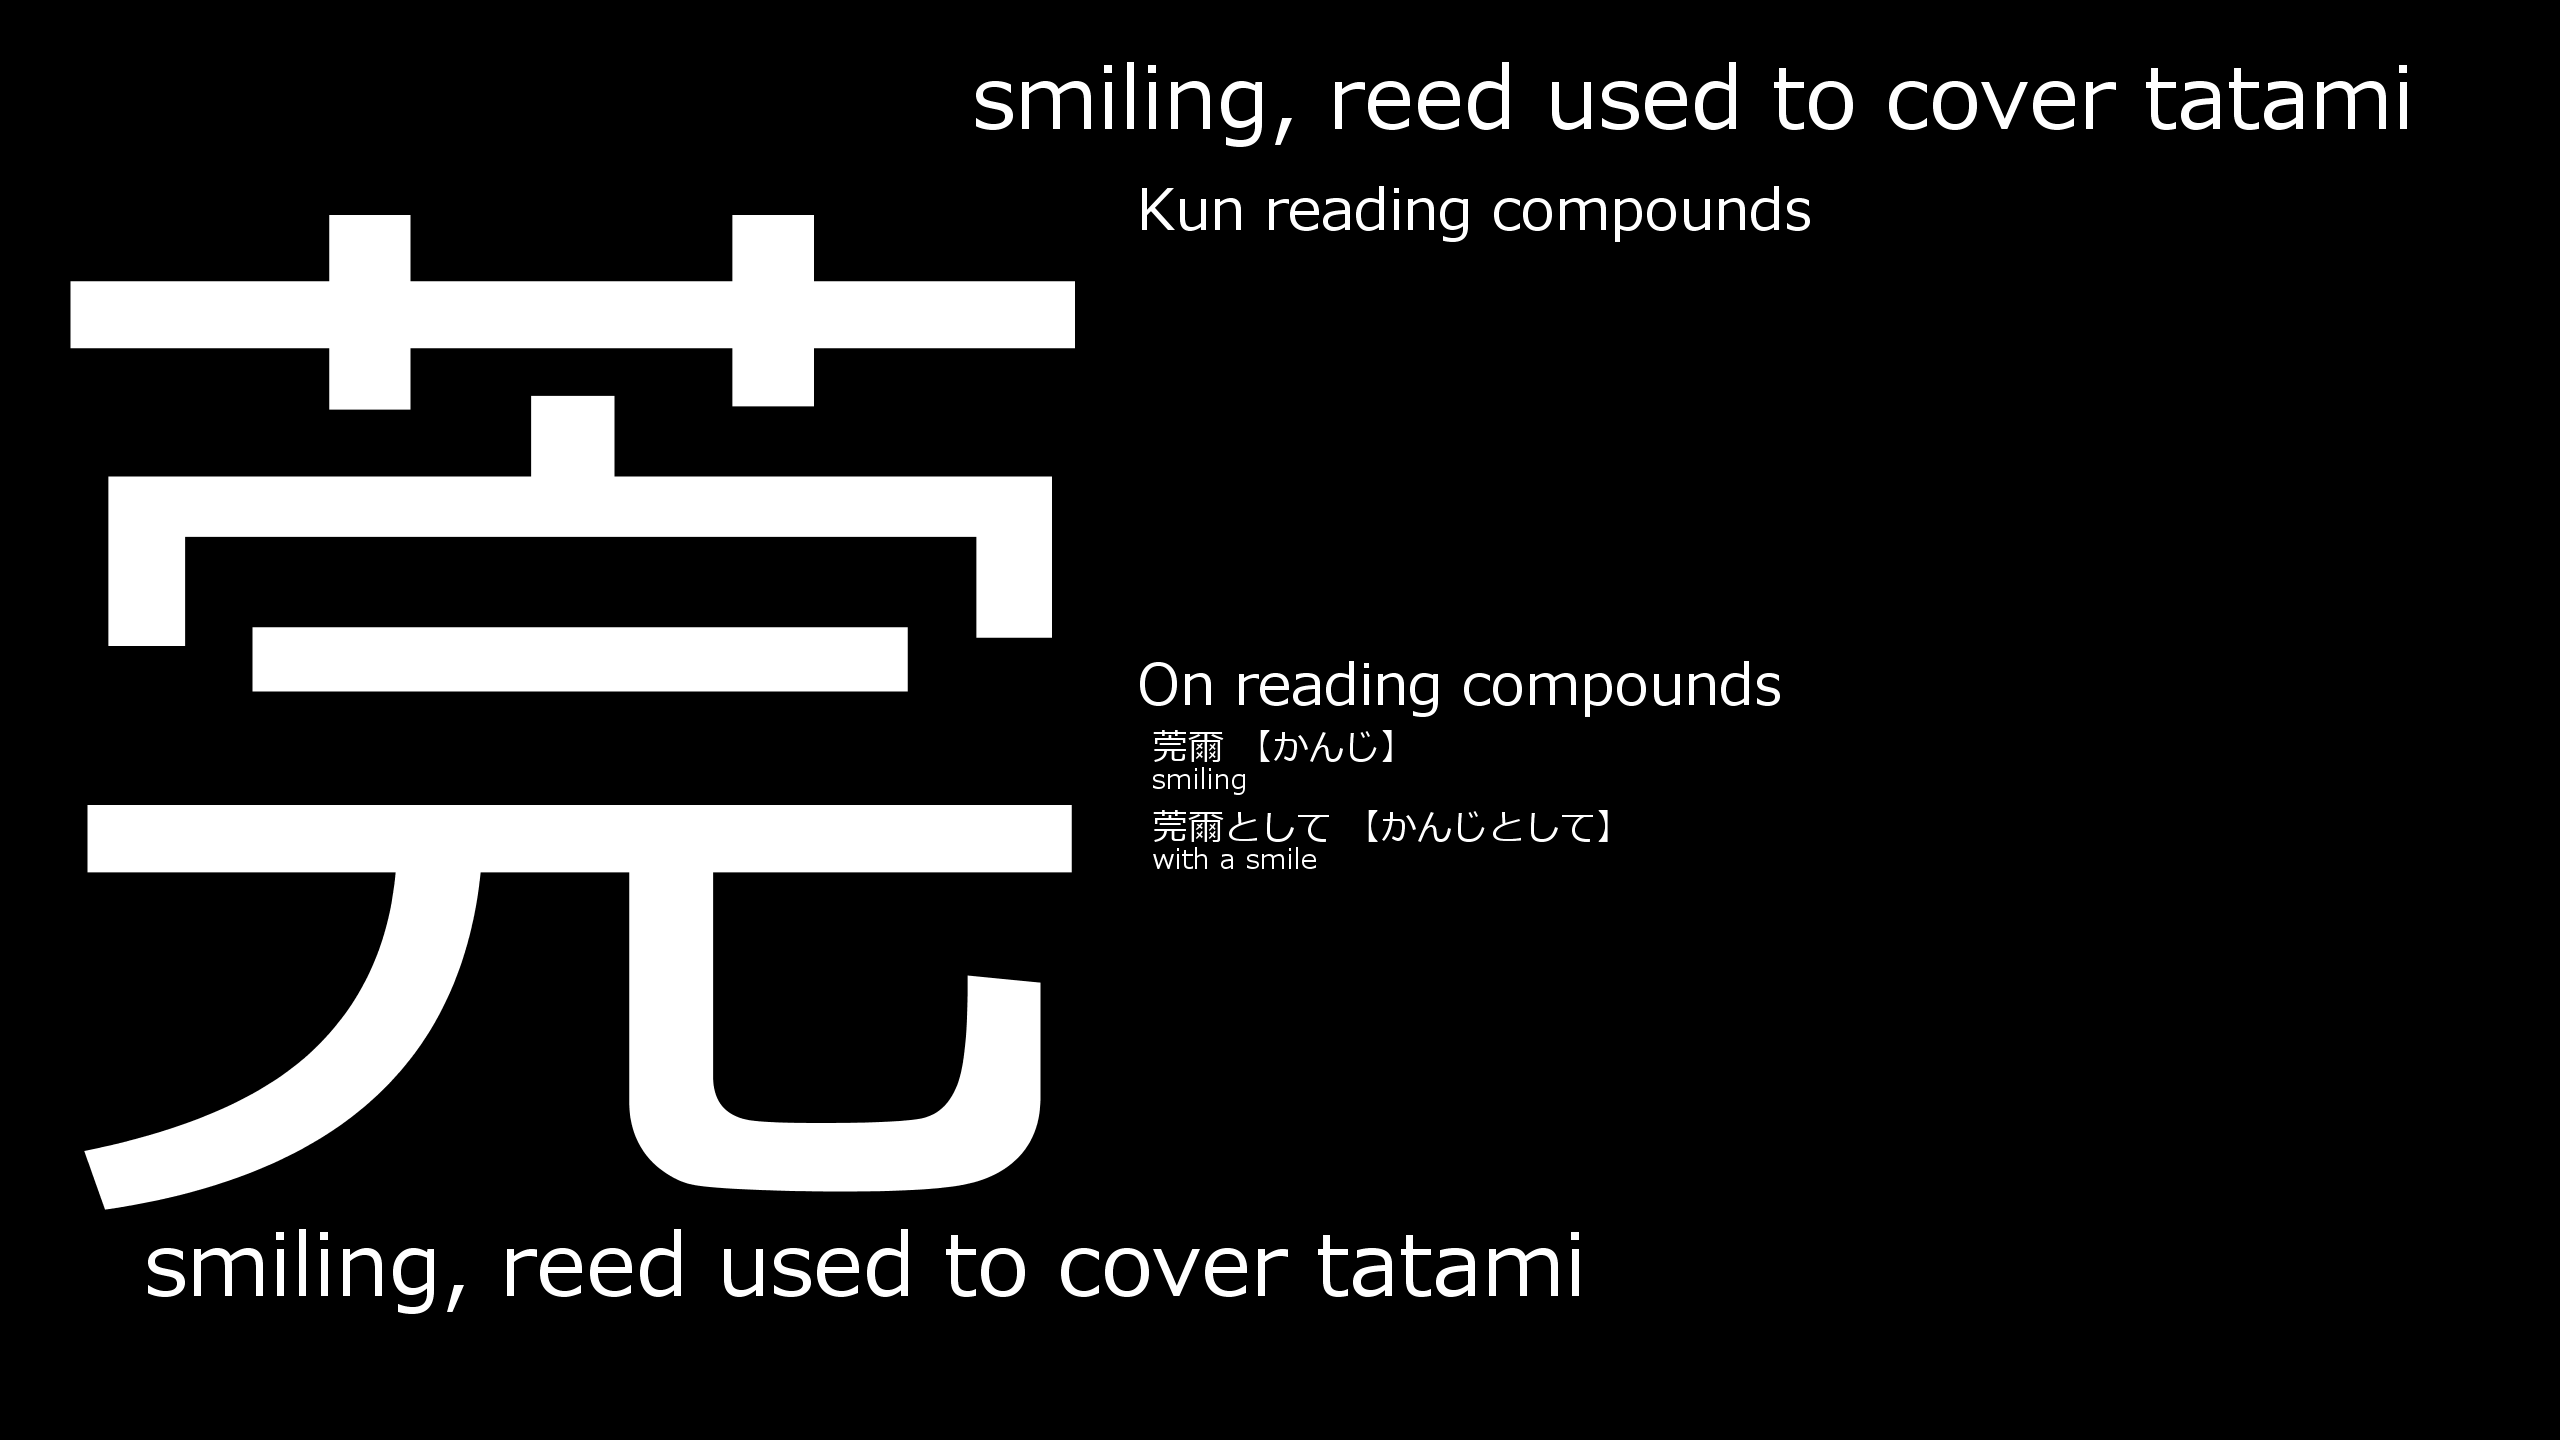 smiling, reed used to cover tatami
Kun reading compounds
莞
On reading compounds
莞爾 【かんじ】
smiling
莞爾として 【かんじとして】
with a smile
smiling, reed used to cover tatami